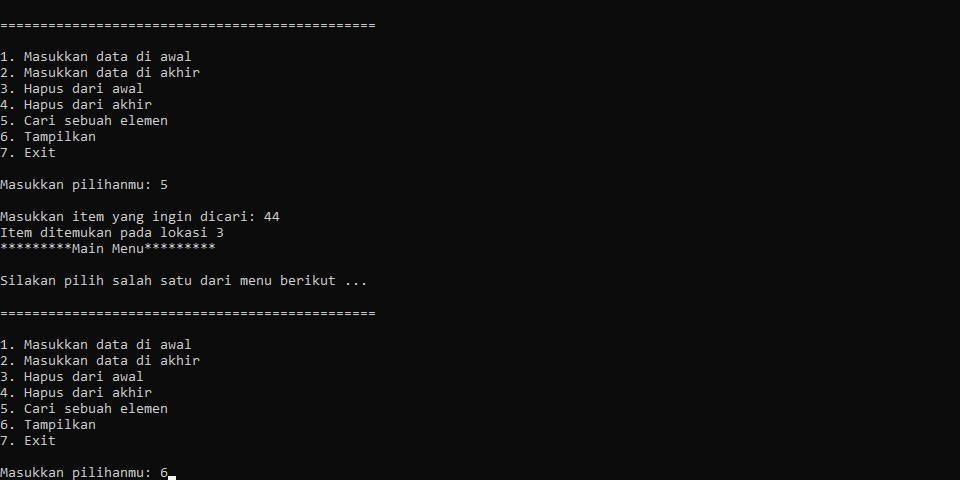 ===============================================
1. Masukkan data di awal
2. Masukkan data di akhir
3. Hapus dari awal
4. Hapus dari akhir
5. Cari sebuah elemen
6. Tampilkan
7. Exit
Masukkan pilihanmu: 5
Masukkan item yang ingin dicari: 44
Item ditemukan pada lokasi 3
*********Main Menu*********
Silakan pilih salah satu dari menu berikut ...
===============================================
1. Masukkan data di awal
2. Masukkan data di akhir
3. Hapus dari awal
4. Hapus dari akhir
5. Cari sebuah elemen
6. Tampilkan
7. Exit
Masukkan pilihanmu: 6